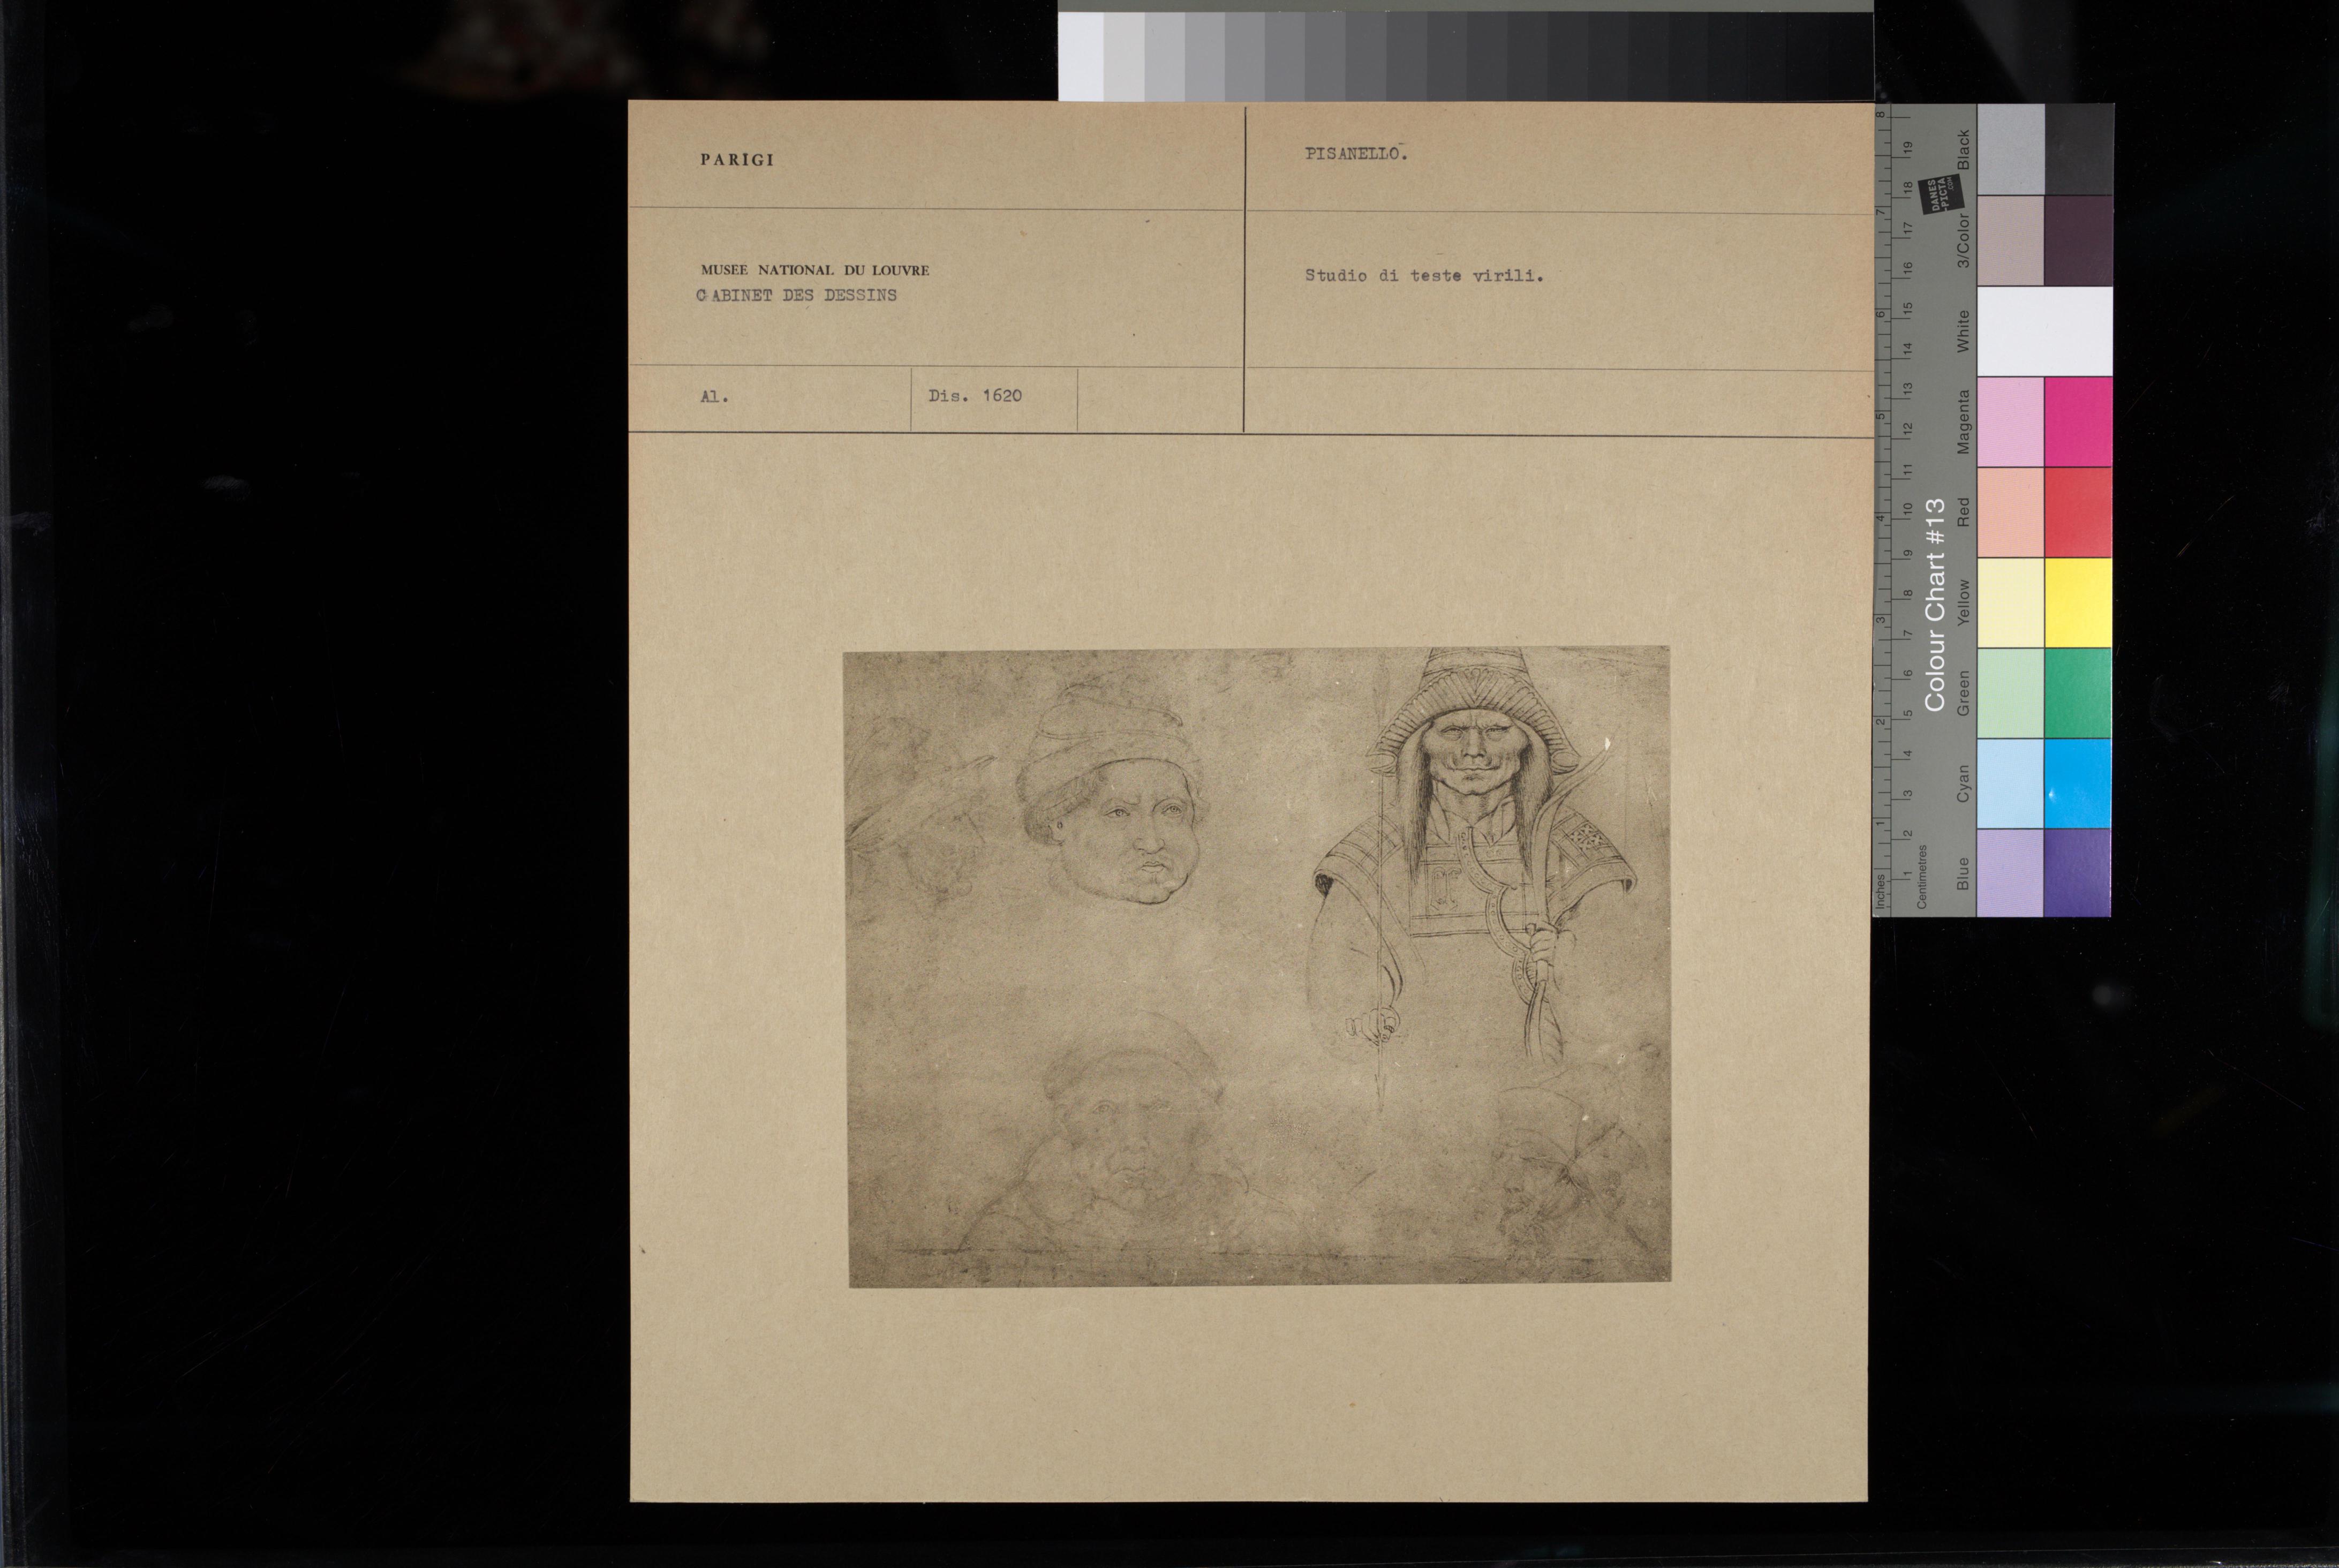 PARIGI
PISANELLO.
MUSEE NATIONAL DU LOUVRE
CABINET DES DESSINS
Studio di teste virili.
Al.
Dis. 1620
Colour Chart #13
Black
3/Color
White
Magenta
Red
Yellow
Green
Cyan
Blue
DANES
-PICTA
.COM
Inches
1 2 3 4 5 6 7 8
Centimetres
1 2 3 4 5 6 7 8 9 10 11 12 13 14 15 16 17 18 19